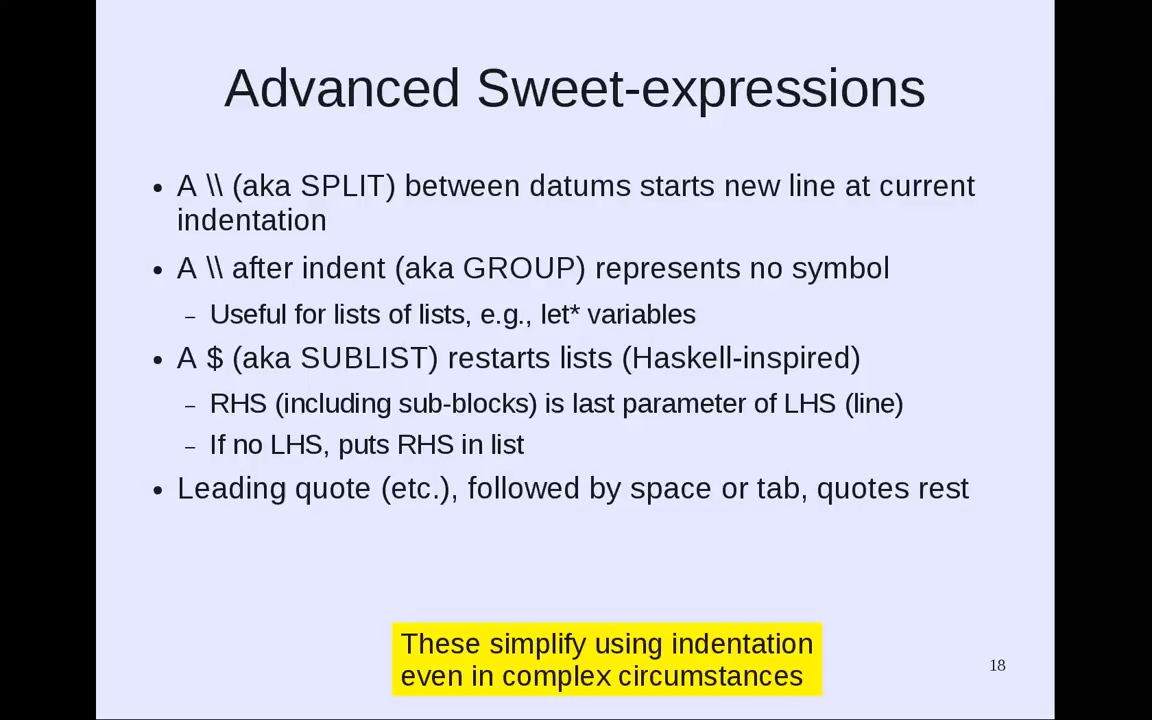 Advanced Sweet-expressions
• A \\ (aka SPLIT) between datums starts new line at current
indentation
• A \\ after indent (aka GROUP) represents no symbol
– Useful for lists of lists, e.g., let* variables
• A $ (aka SUBLIST) restarts lists (Haskell-inspired)
– RHS (including sub-blocks) is last parameter of LHS (line)
– If no LHS, puts RHS in list
• Leading quote (etc.), followed by space or tab, quotes rest
These simplify using indentation
even in complex circumstances
18